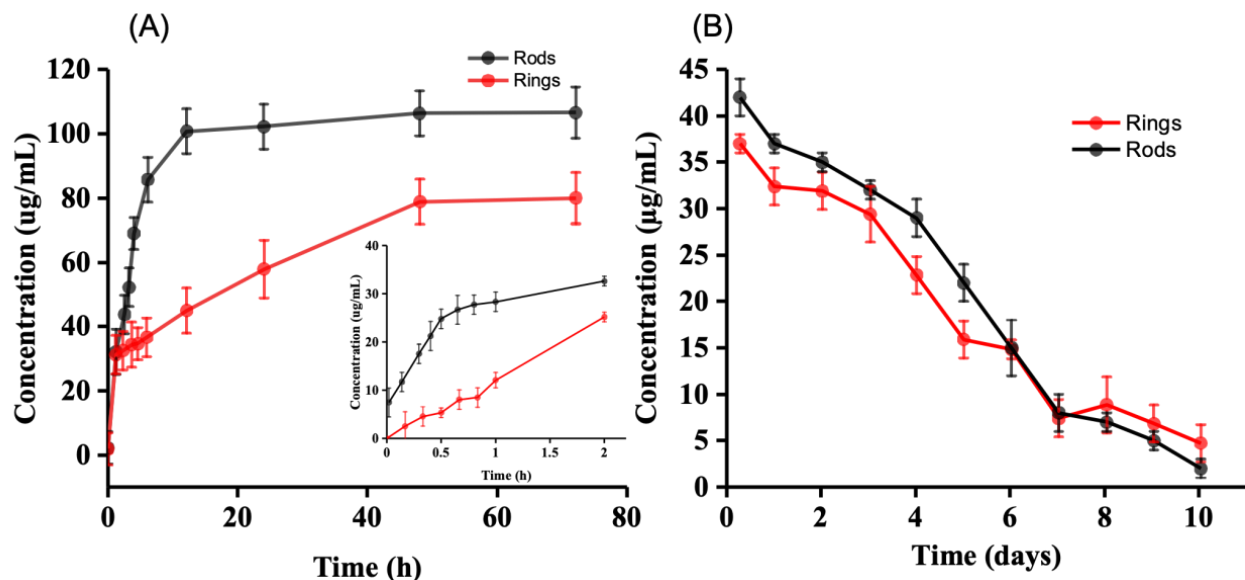 (A)
Rods
Rings
120
100
80
60
40
20
0
Concentration (ug/mL)
0 20 40 60 80
Time (h)
40
30
20
10
0
Concentration (ug/mL)
0 0.5 1 1.5 2
Time (h)
(B)
Rings
Rods
45
40
35
30
25
20
15
10
5
0
Concentration (µg/mL)
0 2 4 6 8 10
Time (days)